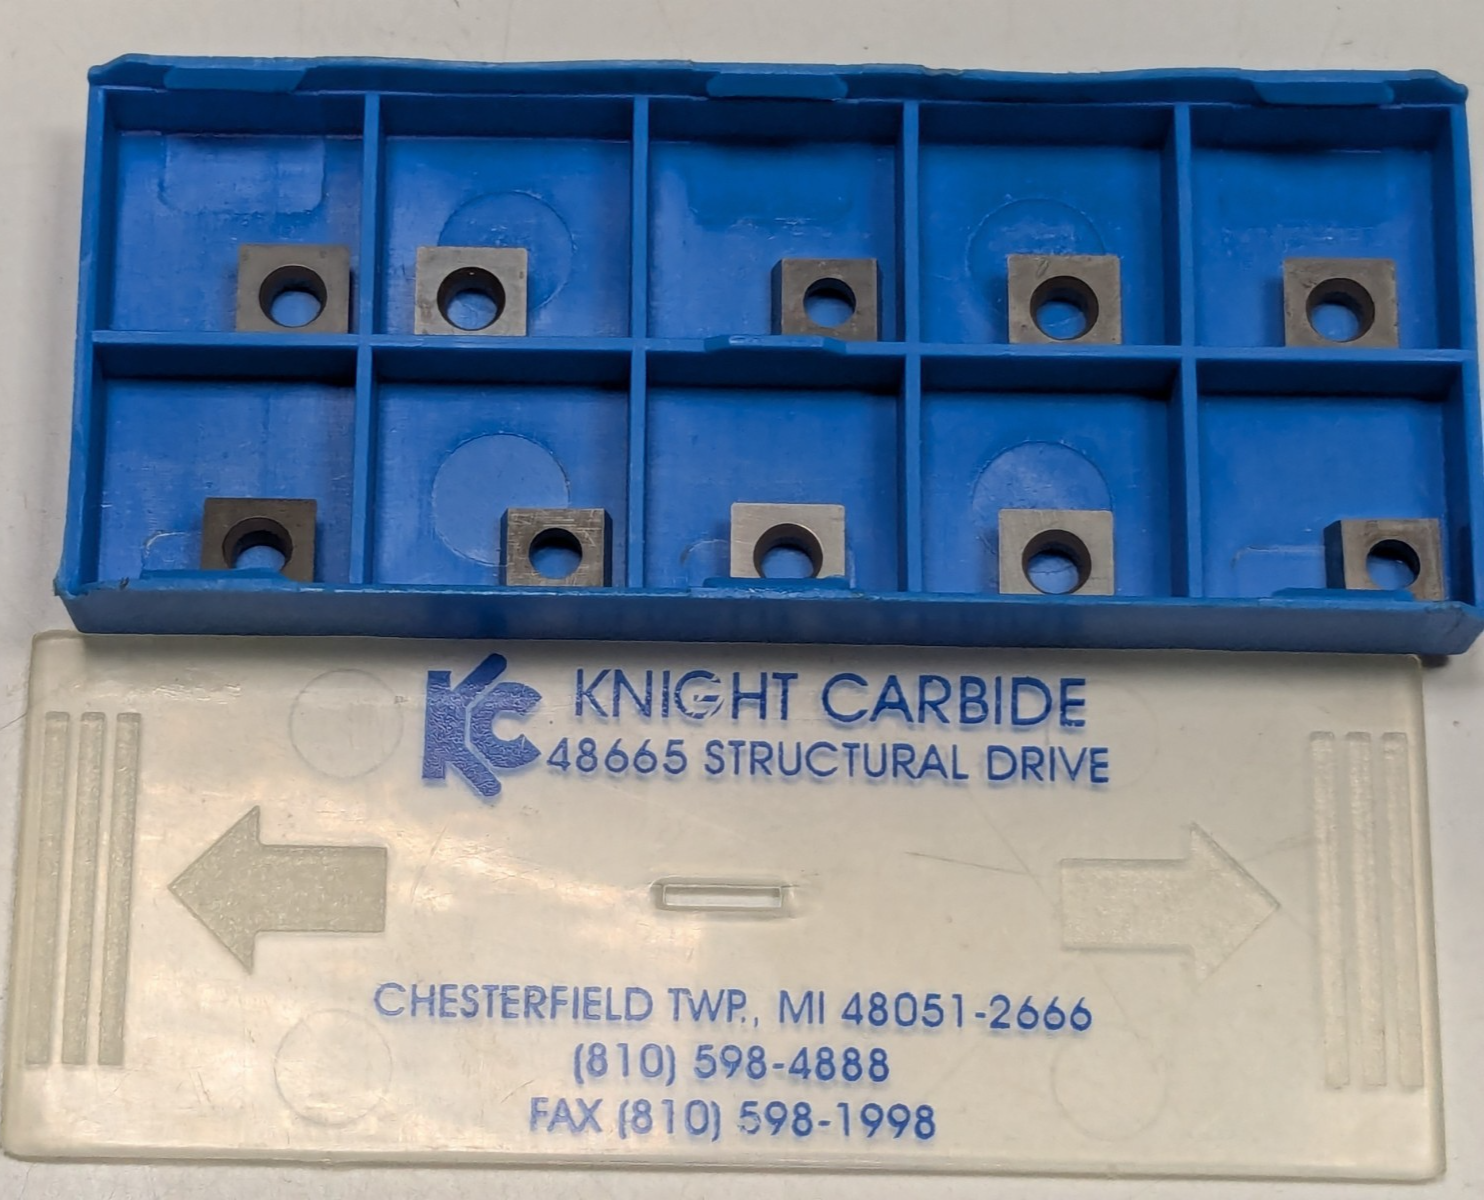 KC KNIGHT CARBIDE
48665 STRUCTURAL DRIVE
CHESTERFIELD TWP., MI 48051-2666
(810) 598-4888
FAX (810) 598-1998